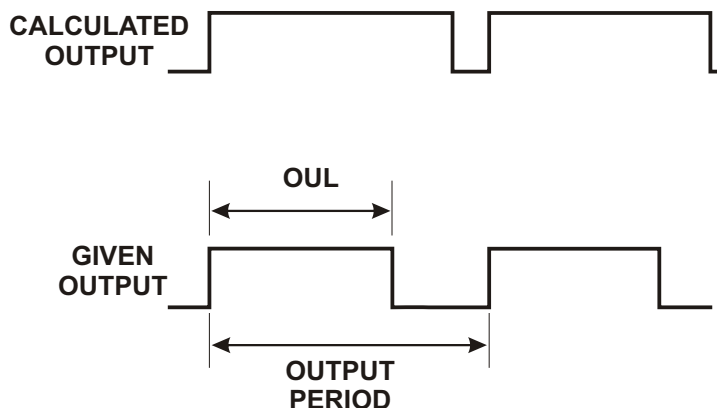 CALCULATED
OUTPUT
OUL
GIVEN
OUTPUT
OUTPUT
PERIOD